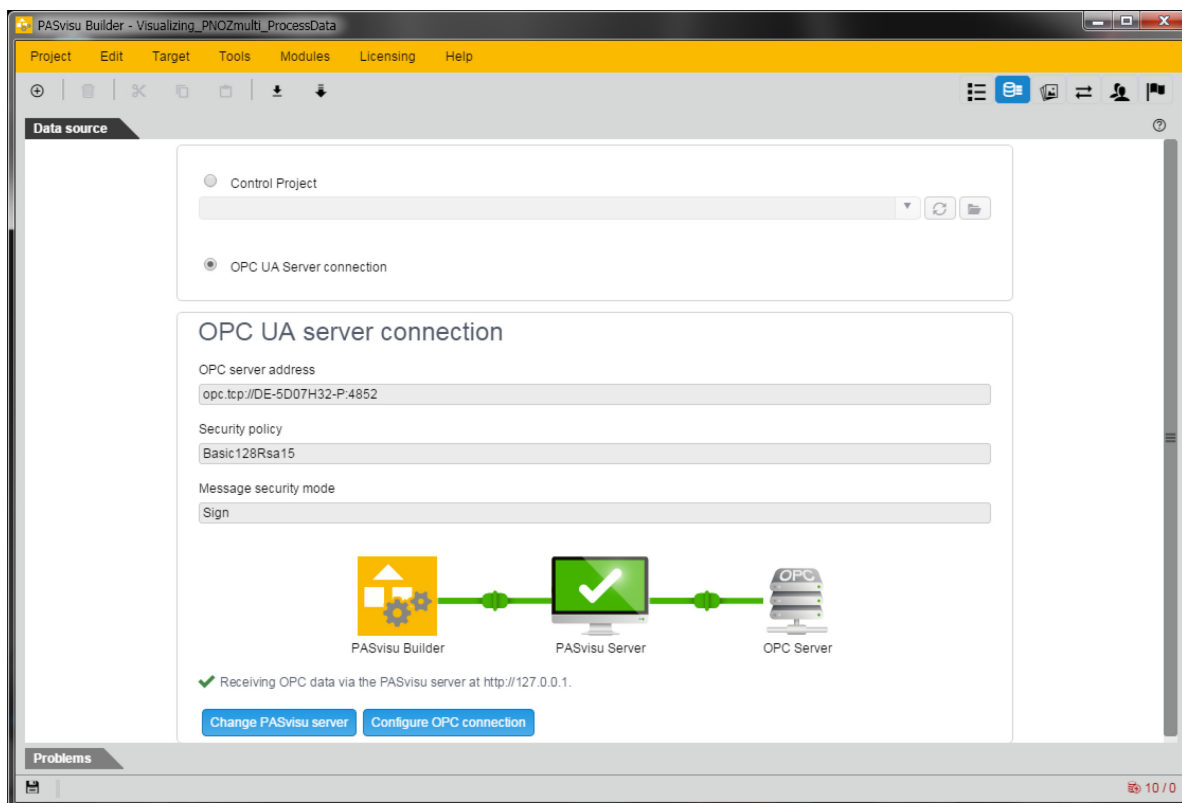 PASvisu Builder - Visualizing_PNOZmulti_ProcessData
Project Edit Target Tools Modules Licensing Help
Data source
Control Project
OPC UA Server connection
OPC UA server connection
OPC server address
opc.tcp://DE-5D07H32-P:4852
Security policy
Basic128Rsa15
Message security mode
Sign
OPC
PASvisu Builder PASvisu Server OPC Server
Receiving OPC data via the PASvisu server at http://127.0.0.1.
Change PASvisu server Configure OPC connection
Problems
10 / 0